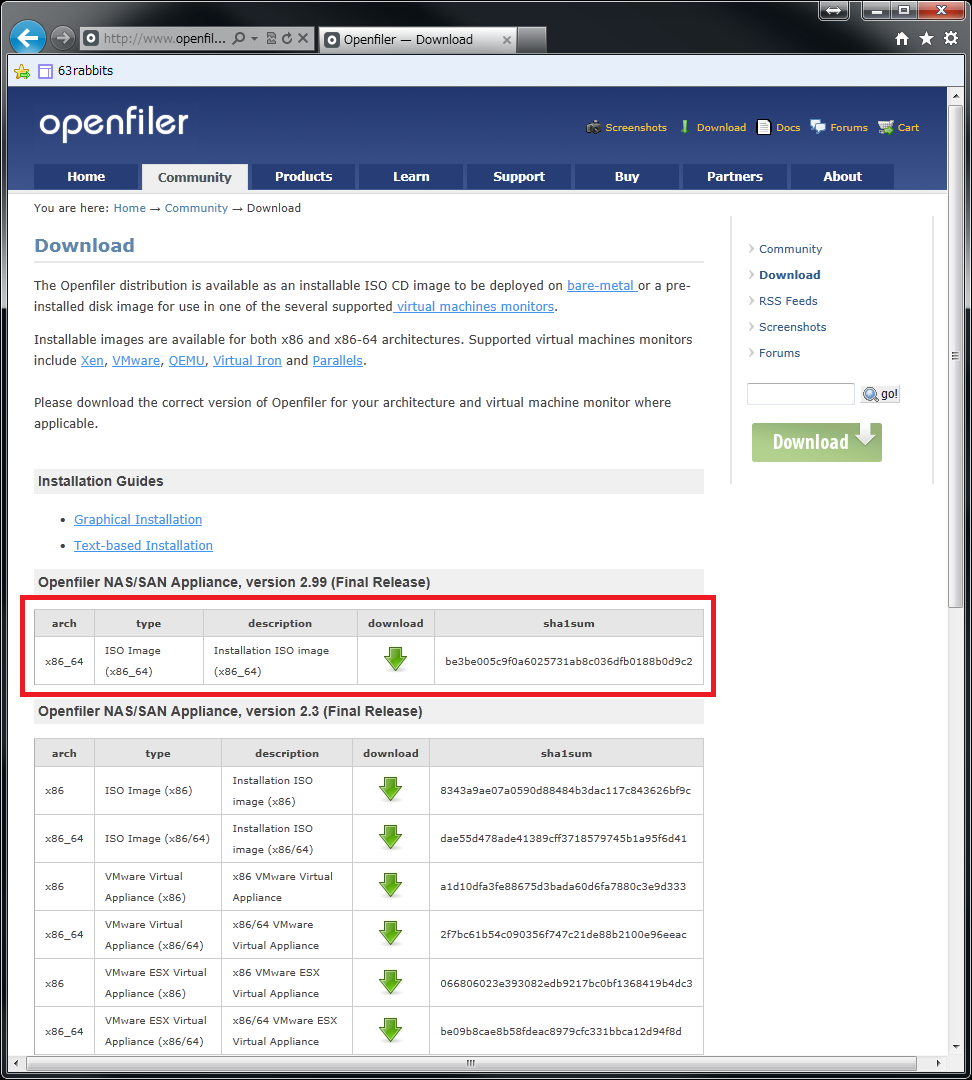 http://www.openfil...
Openfiler — Download
63rabbits
openfiler
Screenshots Download Docs Forums Cart
Home Community Products Learn Support Buy Partners About
You are here: Home → Community → Download
Download
The Openfiler distribution is available as an installable ISO CD image to be deployed on bare-metal or a pre-
installed disk image for use in one of the several supported virtual machines monitors.
Installable images are available for both x86 and x86-64 architectures. Supported virtual machines monitors
include Xen, VMware, QEMU, Virtual Iron and Parallels.
Please download the correct version of Openfiler for your architecture and virtual machine monitor where
applicable.
Community
Download
RSS Feeds
Screenshots
Forums
go!
Download
Installation Guides
• Graphical Installation
• Text-based Installation
Openfiler NAS/SAN Appliance, version 2.99 (Final Release)
arch type description download sha1sum
x86_64 ISO Image (x86_64) Installation ISO image (x86_64) be3be005c9f0a6025731ab8c036dfb0188b0d9c2
Openfiler NAS/SAN Appliance, version 2.3 (Final Release)
arch type description download sha1sum
x86 ISO Image (x86) Installation ISO image (x86) 8343a9ae07a0590d88484b3dac117c843626bf9c
x86_64 ISO Image (x86/64) Installation ISO image (x86/64) dae55d478ade41389cff3718579745b1a95f6d41
x86 VMware Virtual Appliance (x86) x86 VMware Virtual Appliance a1d10dfa3fe88675d3bada60d6fa7880c3e9d333
x86_64 VMware Virtual Appliance (x86/64) x86/64 VMware Virtual Appliance 2f7bc61b54c090356f747c21de88b2100e96eeac
x86 VMware ESX Virtual Appliance (x86) x86 VMware ESX Virtual Appliance 066806023e393082edb9217bc0bf1368419b4dc3
x86_64 VMware ESX Virtual Appliance (x86/64) x86/64 VMware ESX Virtual Appliance be09b8cae8b58fdeac8979cfc331bbca12d94f8d